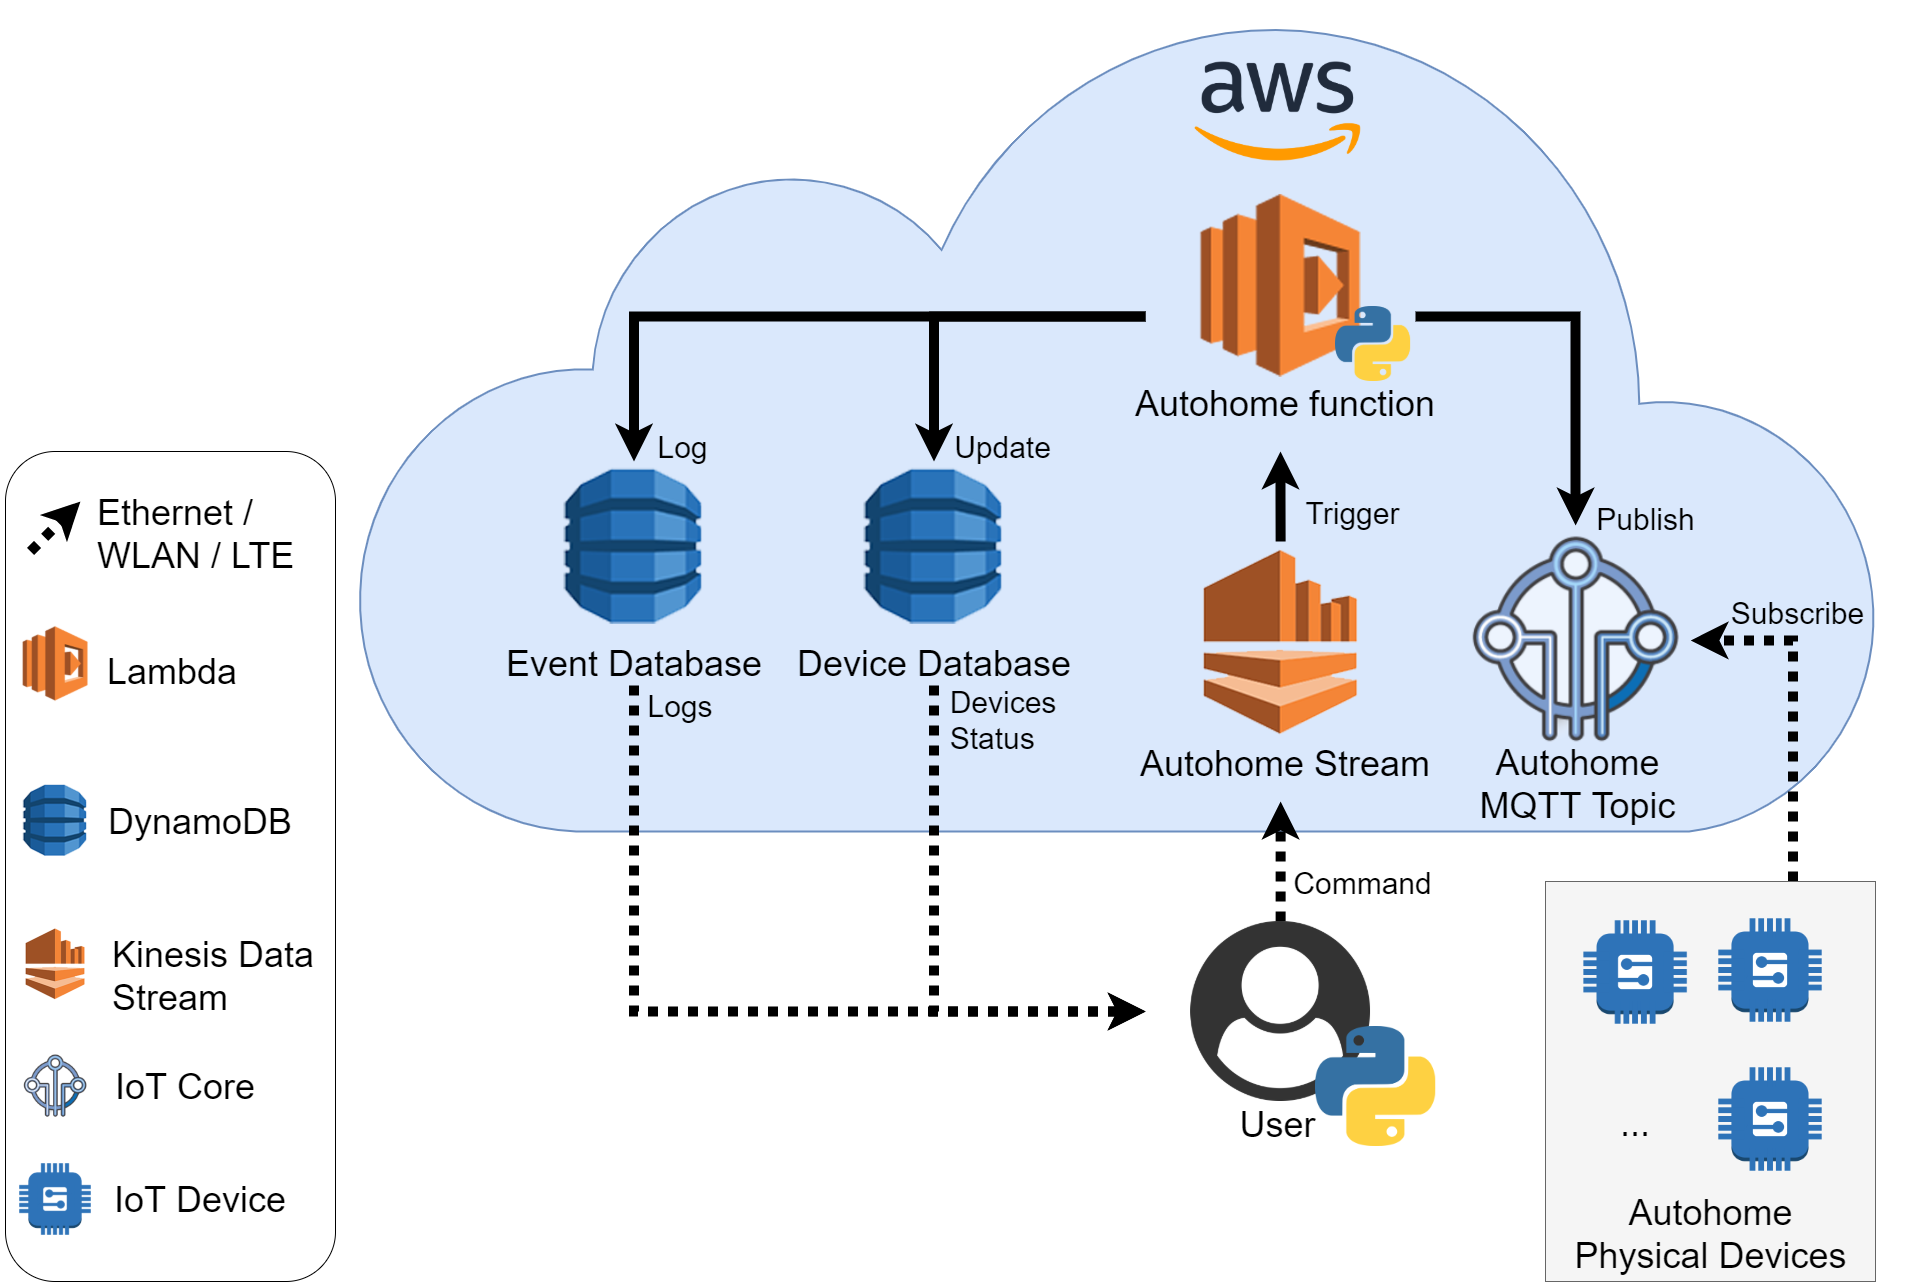 aws
Autohome function
Log
Update
Trigger
Publish
Subscribe
Event Database
Logs
Device Database
Devices
Status
Autohome Stream
Autohome
MQTT Topic
Command
User
...
Autohome
Physical Devices
Ethernet /
WLAN / LTE
Lambda
DynamoDB
Kinesis Data
Stream
IoT Core
IoT Device